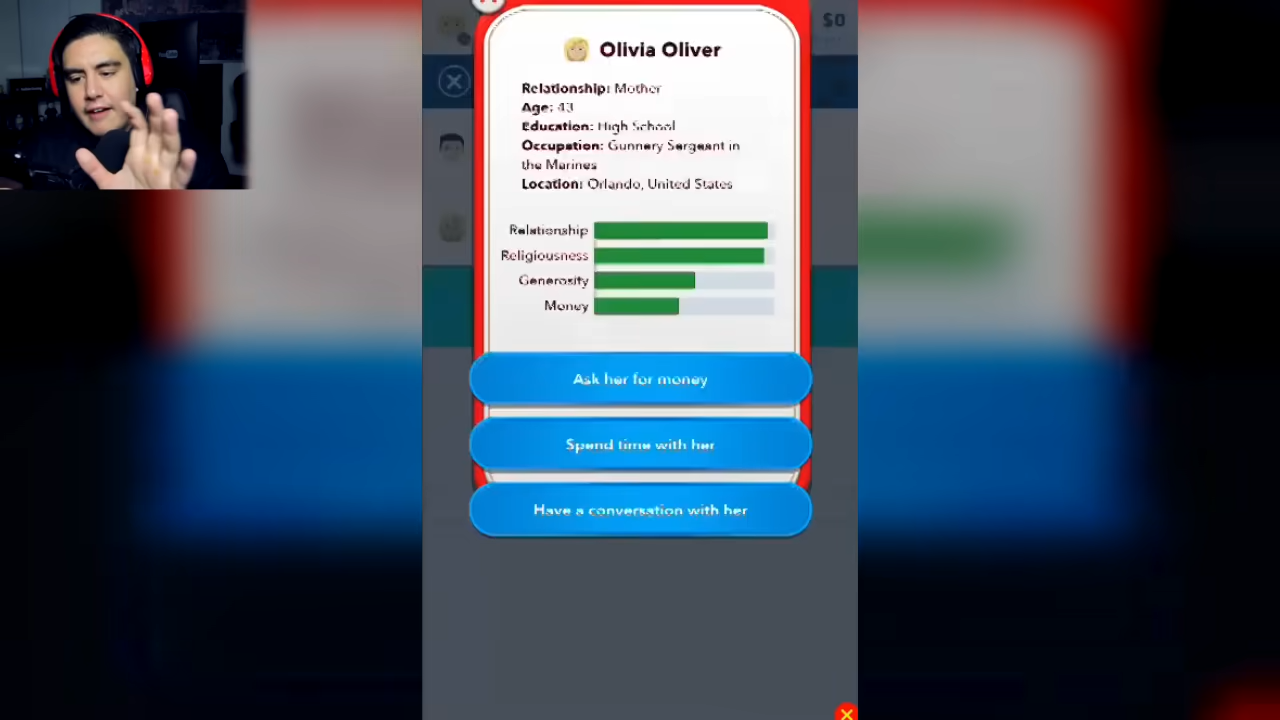 $0
Olivia Oliver
Relationship: Mother
Age: 43
Education: High School
Occupation: Gunnery Sergeant in
the Marines
Location: Orlando, United States
Relationship
Religiousness
Generosity
Money
Ask her for money
Spend time with her
Have a conversation with her